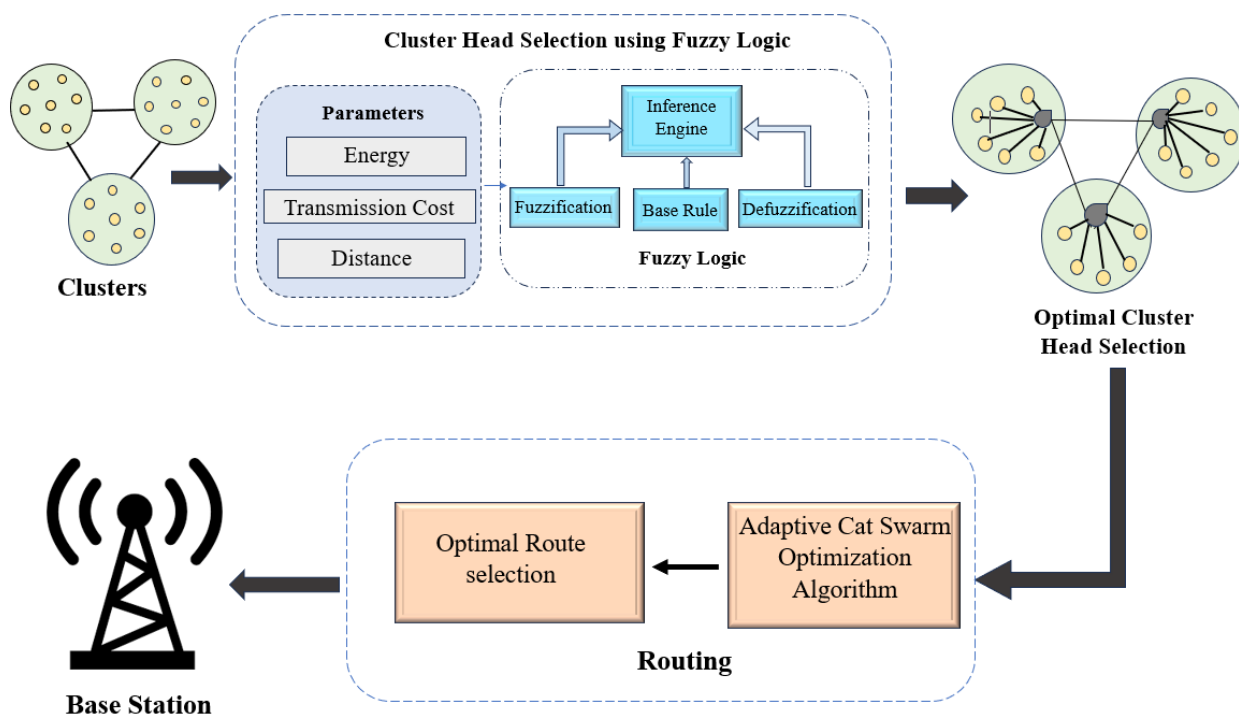 Cluster Head Selection using Fuzzy Logic
Parameters
Energy
Transmission Cost
Distance
Inference
Engine
Fuzzification
Base Rule
Defuzzification
Fuzzy Logic
Clusters
Optimal Cluster
Head Selection
Optimal Route
selection
Adaptive Cat Swarm
Optimization
Algorithm
Routing
Base Station